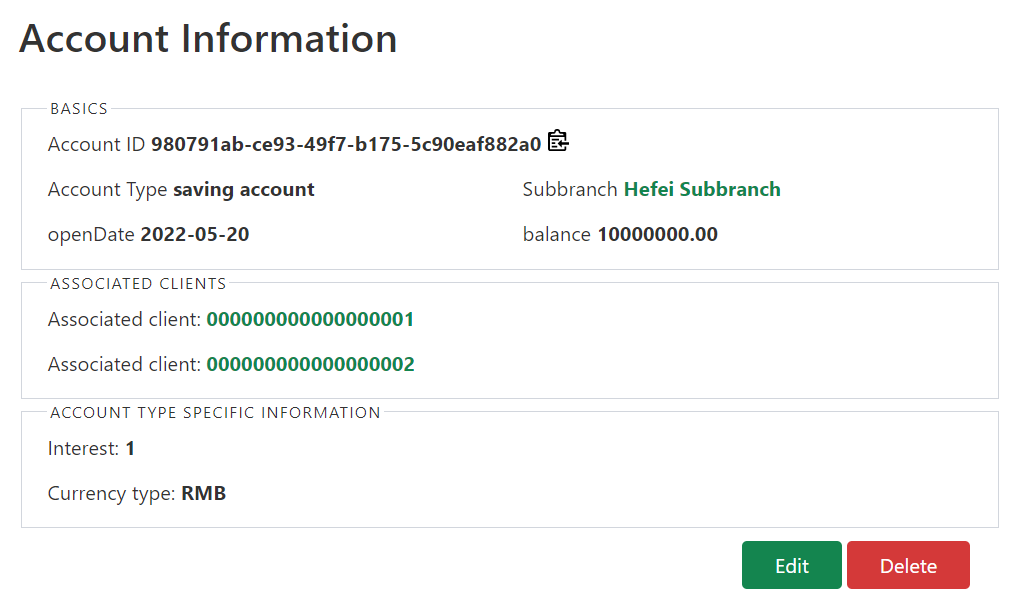 Account Information
BASICS
Account ID 980791ab-ce93-49f7-b175-5c90eaf882a0
Account Type saving account
Subbranch Hefei Subbranch
openDate 2022-05-20
balance 10000000.00
ASSOCIATED CLIENTS
Associated client: 000000000000000001
Associated client: 000000000000000002
ACCOUNT TYPE SPECIFIC INFORMATION
Interest: 1
Currency type: RMB
Edit
Delete